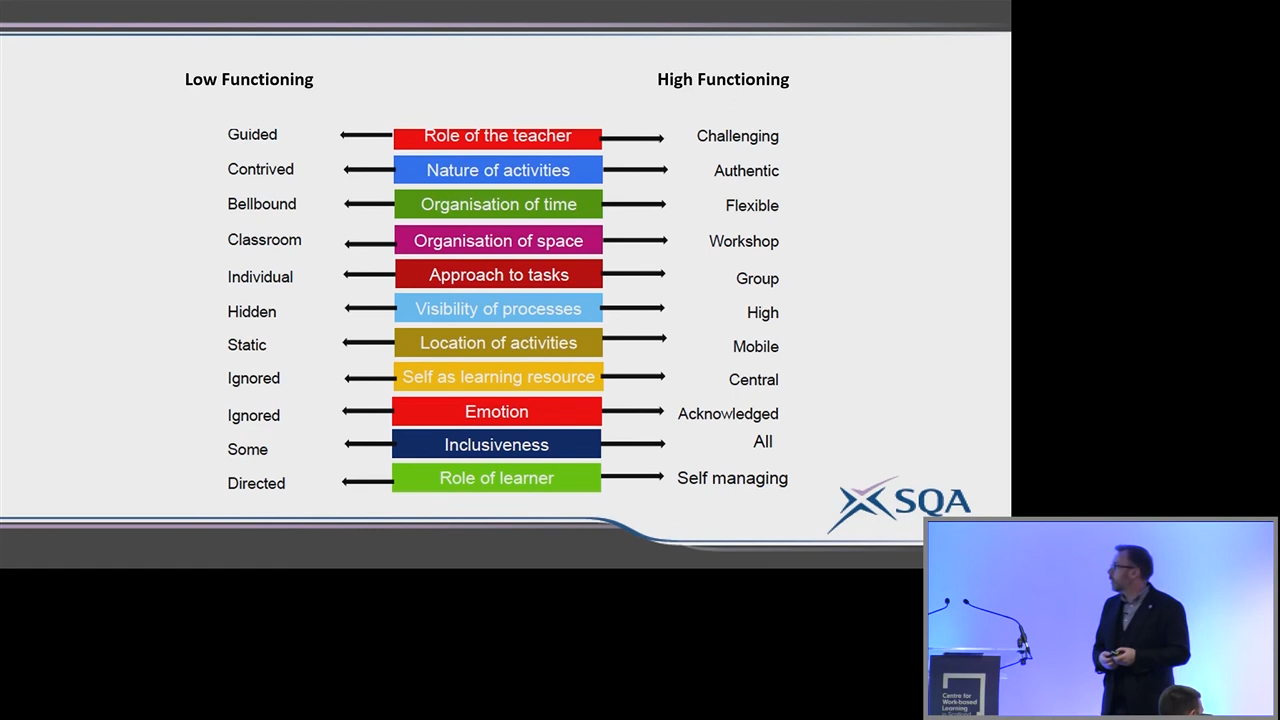 Low Functioning High Functioning
Guided Role of the teacher Challenging
Contrived Nature of activities Authentic
Bellbound Organisation of time Flexible
Classroom Organisation of space Workshop
Individual Approach to tasks Group
Hidden Visibility of processes High
Static Location of activities Mobile
Ignored Self as learning resource Central
Ignored Emotion Acknowledged
Some Inclusiveness All
Directed Role of learner Self managing
SQA
Centre for
Work-based
Learning
in Scotland